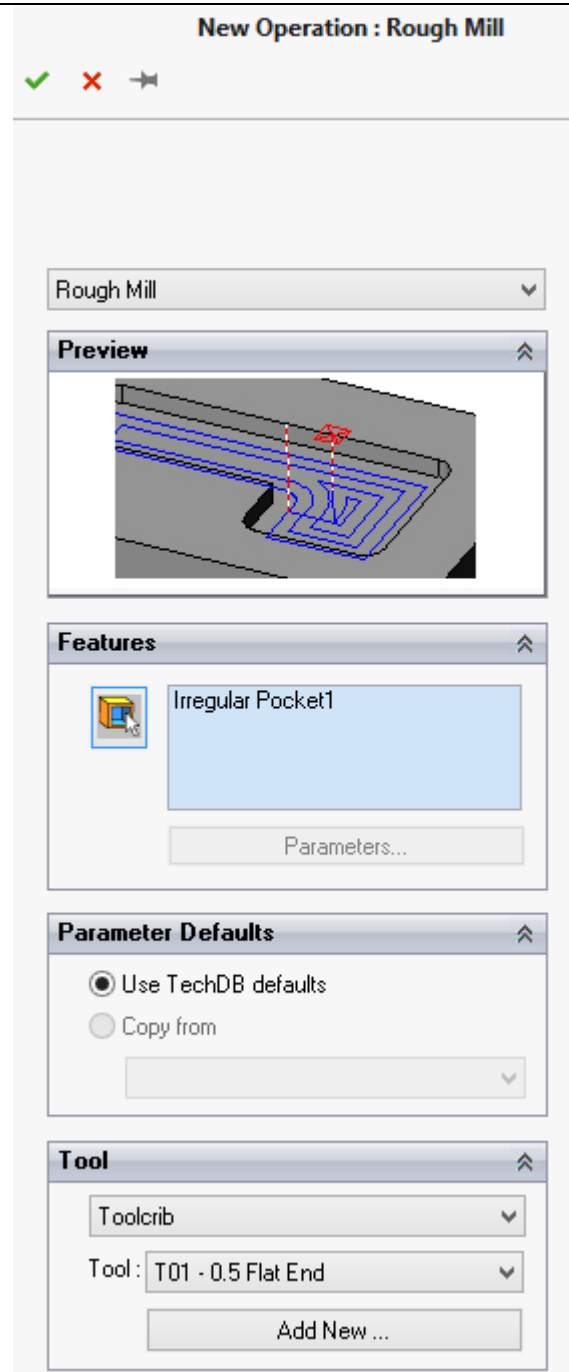 New Operation : Rough Mill
Rough Mill
Preview
Features
Irregular Pocket1
Parameters...
Parameter Defaults
Use TechDB defaults
Copy from
Tool
Toolcrib
Tool : T01 - 0.5 Flat End
Add New ...